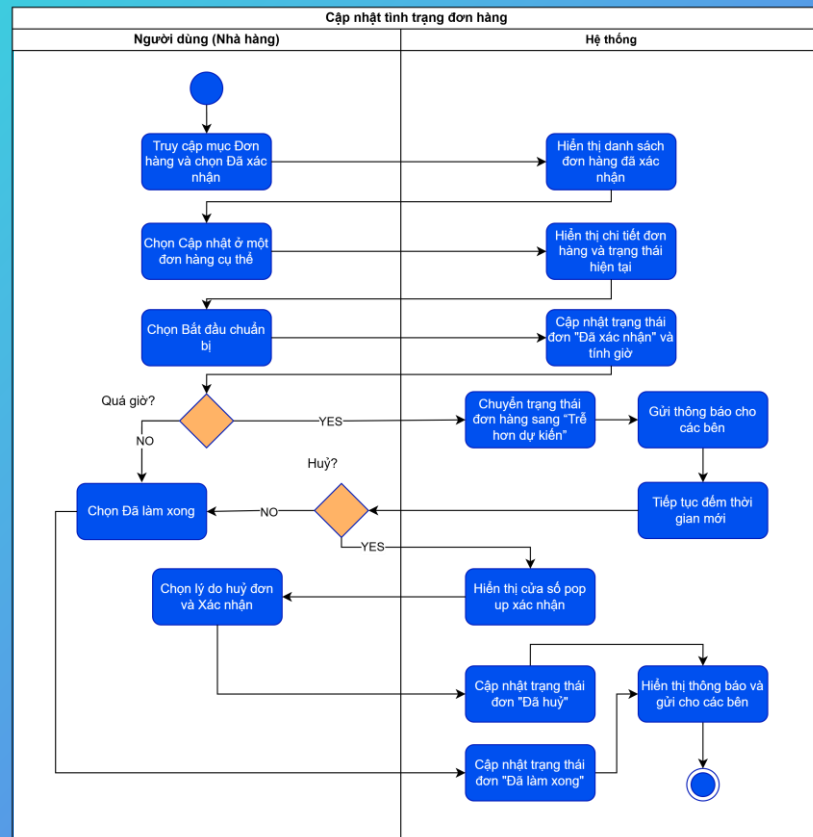 Cập nhật tình trạng đơn hàng
Người dùng (Nhà hàng)
Hệ thống
Truy cập mục Đơn
hàng và chọn Đã xác
nhận
Hiển thị danh sách
đơn hàng đã xác
nhận
Chọn Cập nhật ở một
đơn hàng cụ thể
Hiển thị chi tiết đơn
hàng và trạng thái
hiện tại
Chọn Bắt đầu chuẩn
bị
Cập nhật trạng thái
đơn "Đã xác nhận" và
tính giờ
Quá giờ?
YES
NO
Chuyển trạng thái
đơn hàng sang “Trễ
hơn dự kiến”
Gửi thông báo cho
các bên
Huỷ?
Chọn Đã làm xong
NO
Tiếp tục đếm thời
gian mới
YES
Chọn lý do huỷ đơn
và Xác nhận
Hiển thị cửa sổ pop
up xác nhận
Cập nhật trạng thái
đơn "Đã huỷ"
Hiển thị thông báo và
gửi cho các bên
Cập nhật trạng thái
đơn "Đã làm xong"